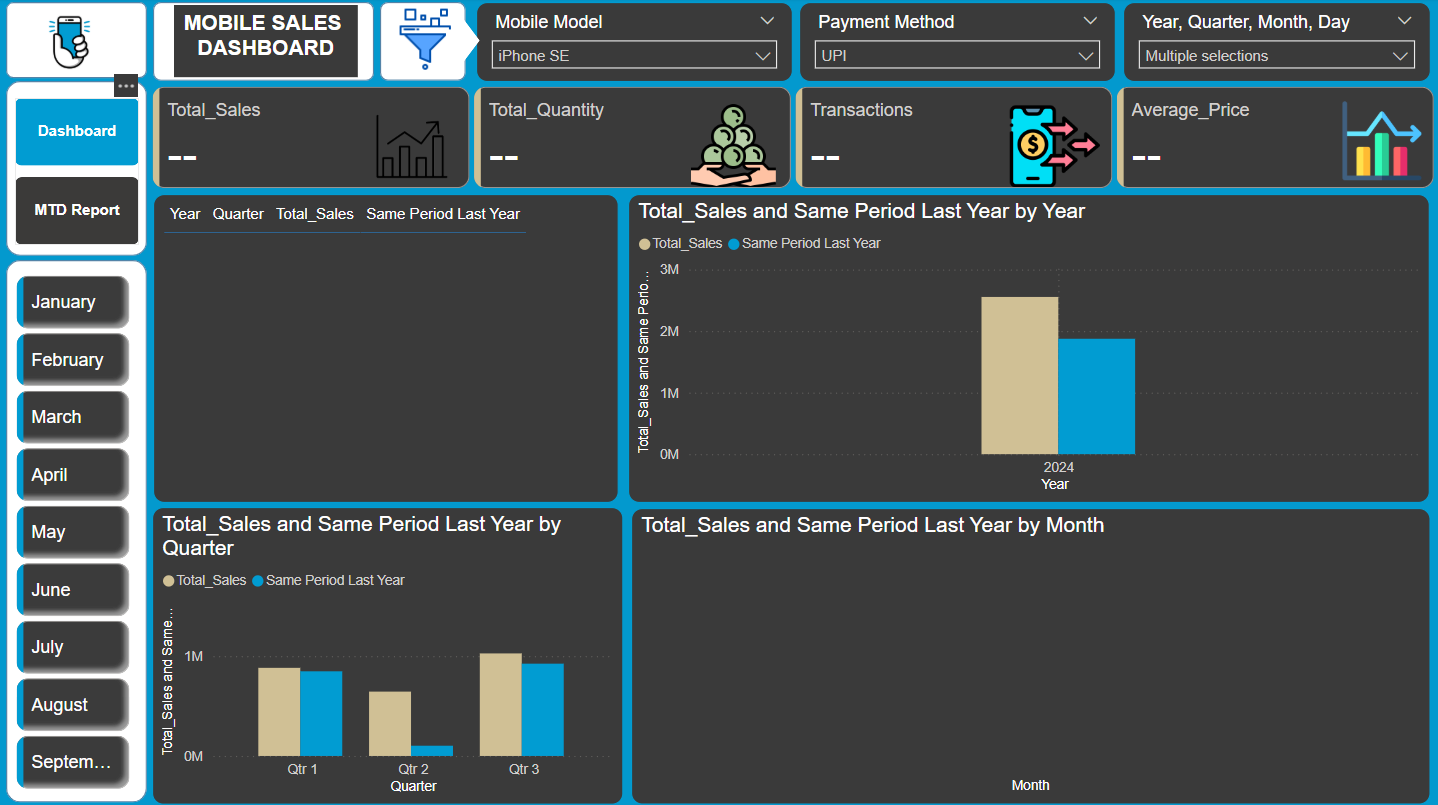 MOBILE SALES
DASHBOARD
Mobile Model
iPhone SE
Payment Method
UPI
Year, Quarter, Month, Day
Multiple selections
Dashboard
MTD Report
January
February
March
April
May
June
July
August
Septem...
Total_Sales
--
Total_Quantity
--
Transactions
$
--
Average_Price
--
Year Quarter Total_Sales Same Period Last Year
Total_Sales and Same Period Last Year by Year
Total_Sales Same Period Last Year
Total_Sales and Same Perio...
3M
2M
1M
0M
2024
Year
Total_Sales and Same Period Last Year by
Quarter
Total_Sales Same Period Last Year
Total_Sales and Same...
1M
0M
Qtr 1 Qtr 2 Qtr 3
Quarter
Total_Sales and Same Period Last Year by Month
Month